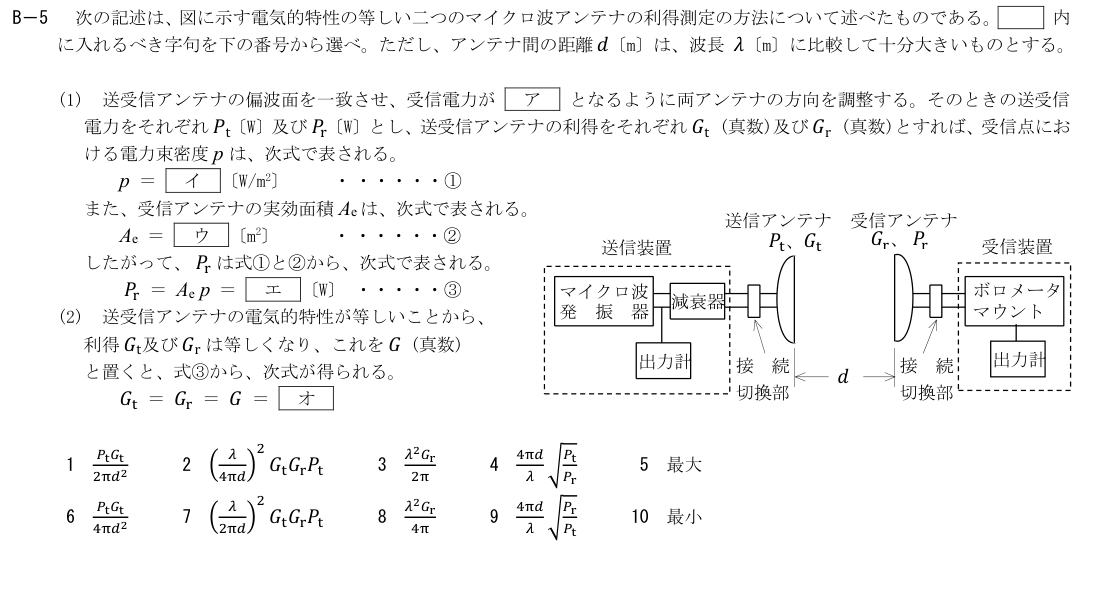 B－5 次の記述は、図に示す電気的特性の等しい二つのマイクロ波アンテナの利得測定の方法について述べたものである。 内
に入れるべき字句を下の番号から選べ。ただし、アンテナ間の距離 d〔m〕は、波長 λ〔m〕に比較して十分大きいものとする。
(1) 送受信アンテナの偏波面を一致させ、受信電力が ア となるように両アンテナの方向を調整する。そのときの送受信
電力をそれぞれ Pt〔W〕及び Pr〔W〕とし、送受信アンテナの利得をそれぞれ Gt（真数)及び Gr（真数）とすれば、受信点にお
ける電力束密度 p は、次式で表される。
p ＝ イ 〔W/m²〕 ・・・・・・①
また、受信アンテナの実効面積 Ae は、次式で表される。
Ae ＝ ウ 〔m²〕 ・・・・・・②
したがって、 Pr は式①と②から、次式で表される。
Pr ＝ Ae p ＝ エ 〔W〕 ・・・・・③
(2) 送受信アンテナの電気的特性が等しいことから、
利得 Gt及び Gr は等しくなり、これを G（真数）
と置くと、式③から、次式が得られる。
Gt ＝ Gr ＝ G ＝ オ
送信アンテナ 受信アンテナ
Pt、Gt Gr、Pr
送信装置 受信装置
マイクロ波
発 振 器
減衰器
出力計
接 続
切換部
d
接 続
切換部
ボロメータ
マウント
出力計
1 PtGt/2πd² 2 (λ/4πd)² GtGrPt 3 λ²Gr/2π 4 4πd/λ √(Pt/Pr) 5 最大
6 PtGt/4πd² 7 (λ/2πd)² GtGrPt 8 λ²Gr/4π 9 4πd/λ √(Pr/Pt) 10 最小